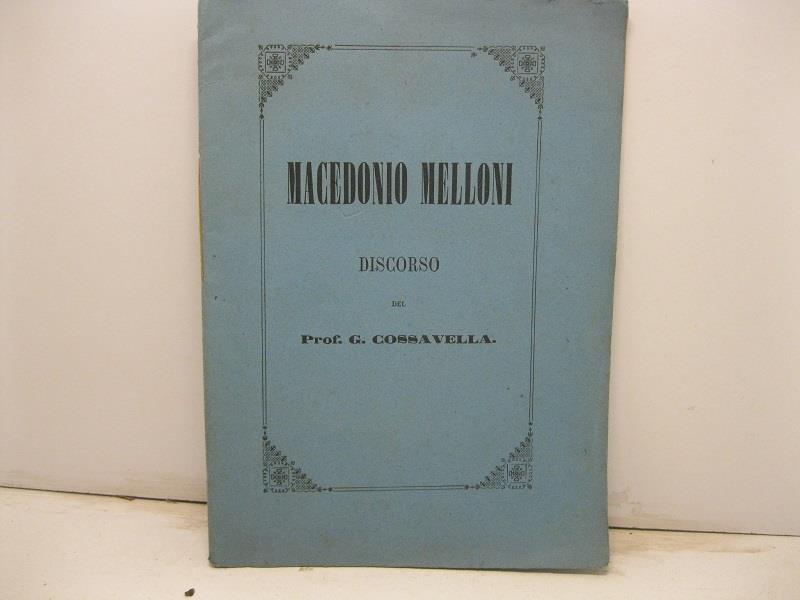 MACEDONIO MELLONI
DISCORSO
DEL
Prof. G. COSSAVELLA.